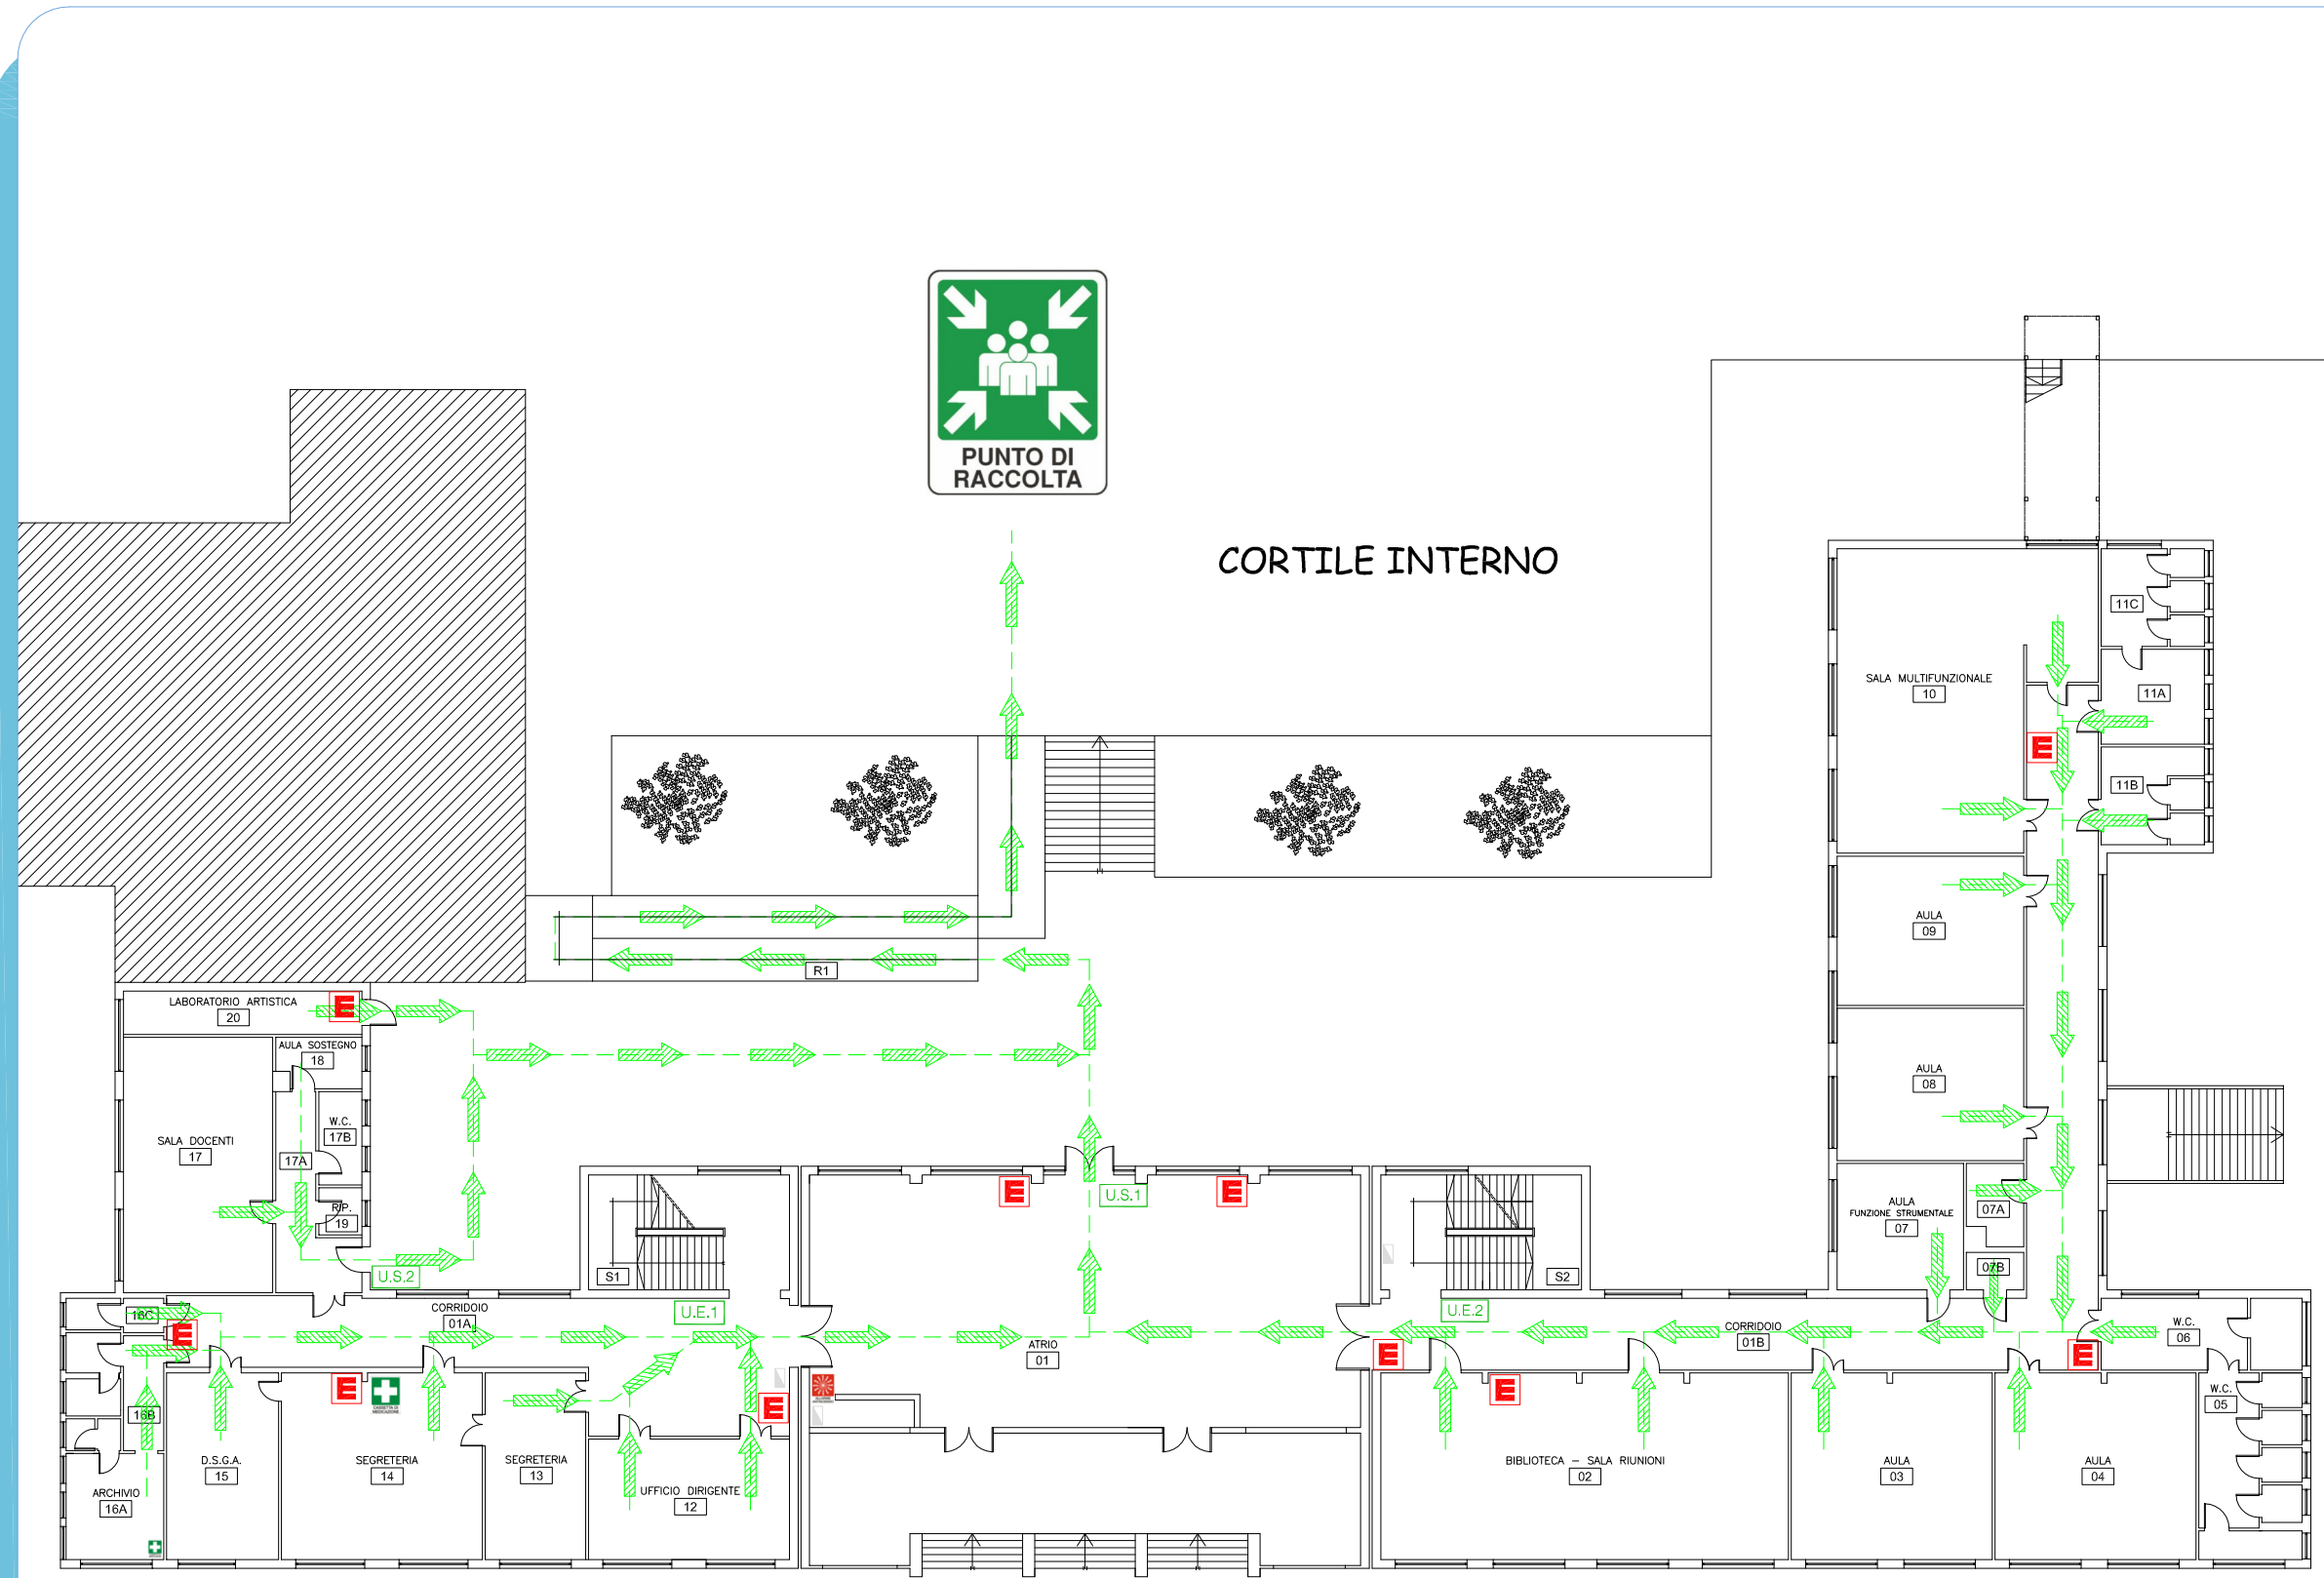 PUNTO DI
RACCOLTA
CORTILE INTERNO
11C
SALA MULTIFUNZIONALE
10
11A
E
11B
AULA
09
R1
LABORATORIO ARTISTICA
20
E
AULA SOSTEGNO
18
AULA
08
W.C.
17B
SALA DOCENTI
17
17A
RIP.
19
E
U.S.1
E
AULA
FUNZIONE STRUMENTALE
07
07A
07B
U.S.2
S1
S2
16C
E
CORRIDOIO
01A
U.E.1
U.E.2
ATRIO
01
E
CORRIDOIO
01B
E
W.C.
06
16B
E
E
E
W.C.
05
ARCHIVIO
16A
D.S.G.A.
15
SEGRETERIA
14
SEGRETERIA
13
UFFICIO DIRIGENTE
12
BIBLIOTECA – SALA RIUNIONI
02
AULA
03
AULA
04